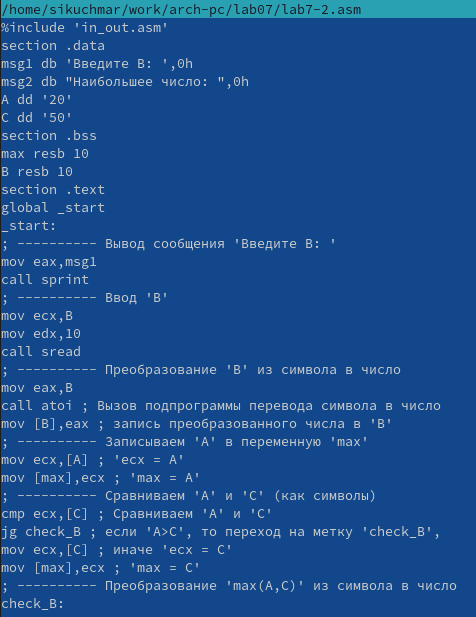 /home/sikuchmar/work/arch-pc/lab07/lab7-2.asm
%include 'in_out.asm'
section .data
msg1 db 'Введите B: ',0h
msg2 db "Наибольшее число: ",0h
A dd '20'
C dd '50'
section .bss
max resb 10
B resb 10
section .text
global _start
_start:
; ---------- Вывод сообщения 'Введите B: '
mov eax,msg1
call sprint
; ---------- Ввод 'B'
mov ecx,B
mov edx,10
call sread
; ---------- Преобразование 'B' из символа в число
mov eax,B
call atoi ; Вызов подпрограммы перевода символа в число
mov [B],eax ; запись преобразованного числа в 'B'
; ---------- Записываем 'A' в переменную 'max'
mov ecx,[A] ; 'ecx = A'
mov [max],ecx ; 'max = A'
; ---------- Сравниваем 'A' и 'C' (как символы)
cmp ecx,[C] ; Сравниваем 'A' и 'C'
jg check_B ; если 'A>C', то переход на метку 'check_B',
mov ecx,[C] ; иначе 'ecx = C'
mov [max],ecx ; 'max = C'
; ---------- Преобразование 'max(A,C)' из символа в число
check_B: